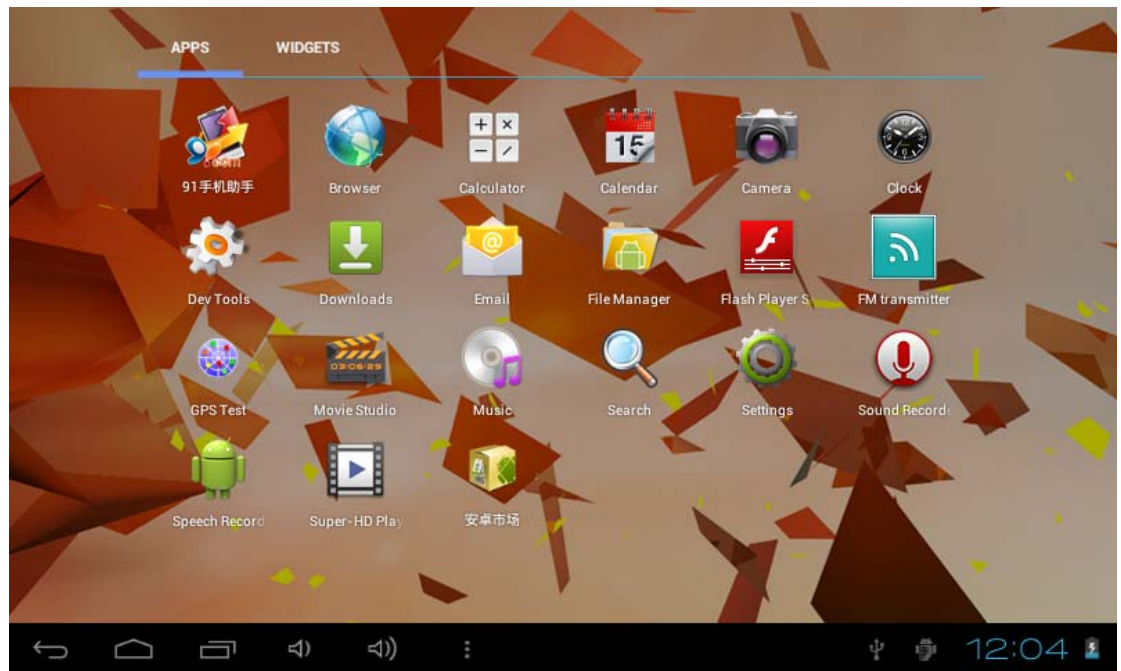 APPS WIDGETS
91手机助手 Browser Calculator Calendar Camera Clock
Dev Tools Downloads Email File Manager Flash Player S FM transmitter
GPS Test Movie Studio Music Search Settings Sound Record
Speech Record Super-HD Play 安卓市场
12:04